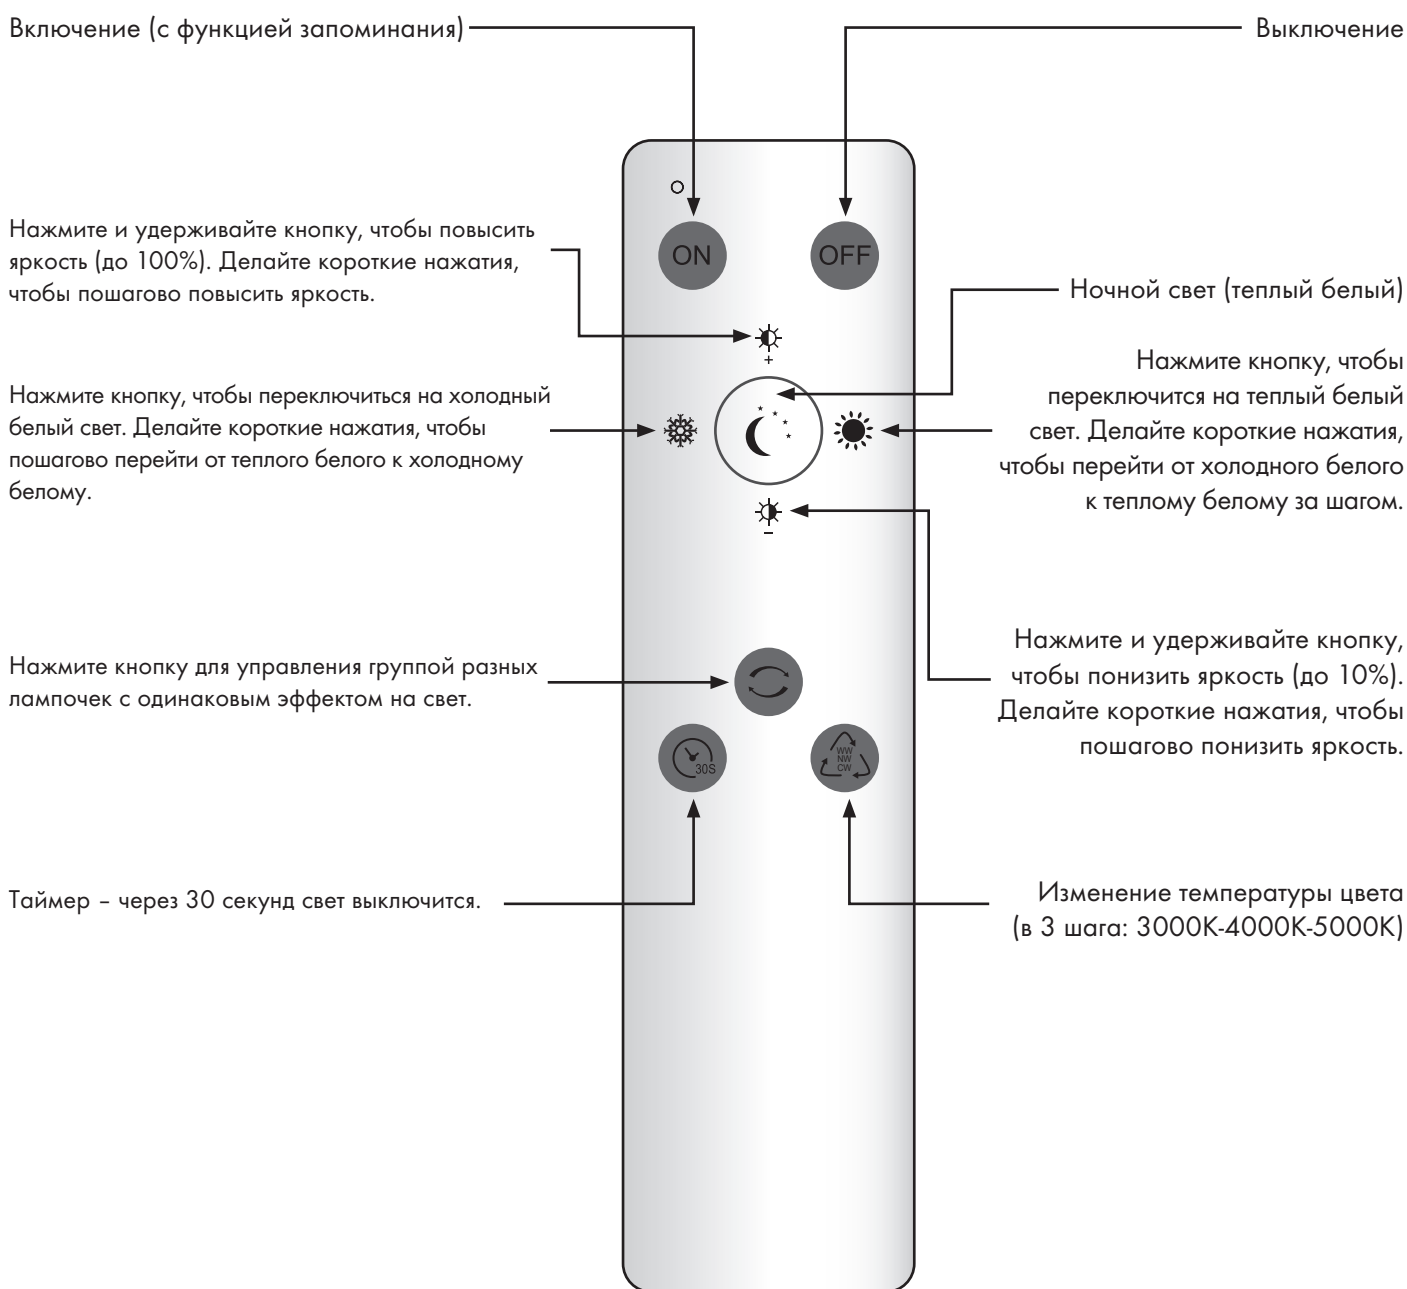 Включение (с функцией запоминания)
Выключение
ON
OFF
Нажмите и удерживайте кнопку, чтобы повысить
яркость (до 100%). Делайте короткие нажатия,
чтобы пошагово повысить яркость.
Ночной свет (теплый белый)
+
Нажмите кнопку, чтобы переключиться на холодный
белый свет. Делайте короткие нажатия, чтобы
пошагово перейти от теплого белого к холодному
белому.
Нажмите кнопку, чтобы
переключится на теплый белый
свет. Делайте короткие нажатия,
чтобы перейти от холодного белого
к теплому белому за шагом.
–
Нажмите кнопку для управления группой разных
лампочек с одинаковым эффектом на свет.
Нажмите и удерживайте кнопку,
чтобы понизить яркость (до 10%).
Делайте короткие нажатия, чтобы
пошагово понизить яркость.
30S
WW
NW
CW
Таймер – через 30 секунд свет выключится.
Изменение температуры цвета
(в 3 шага: 3000К-4000К-5000К)